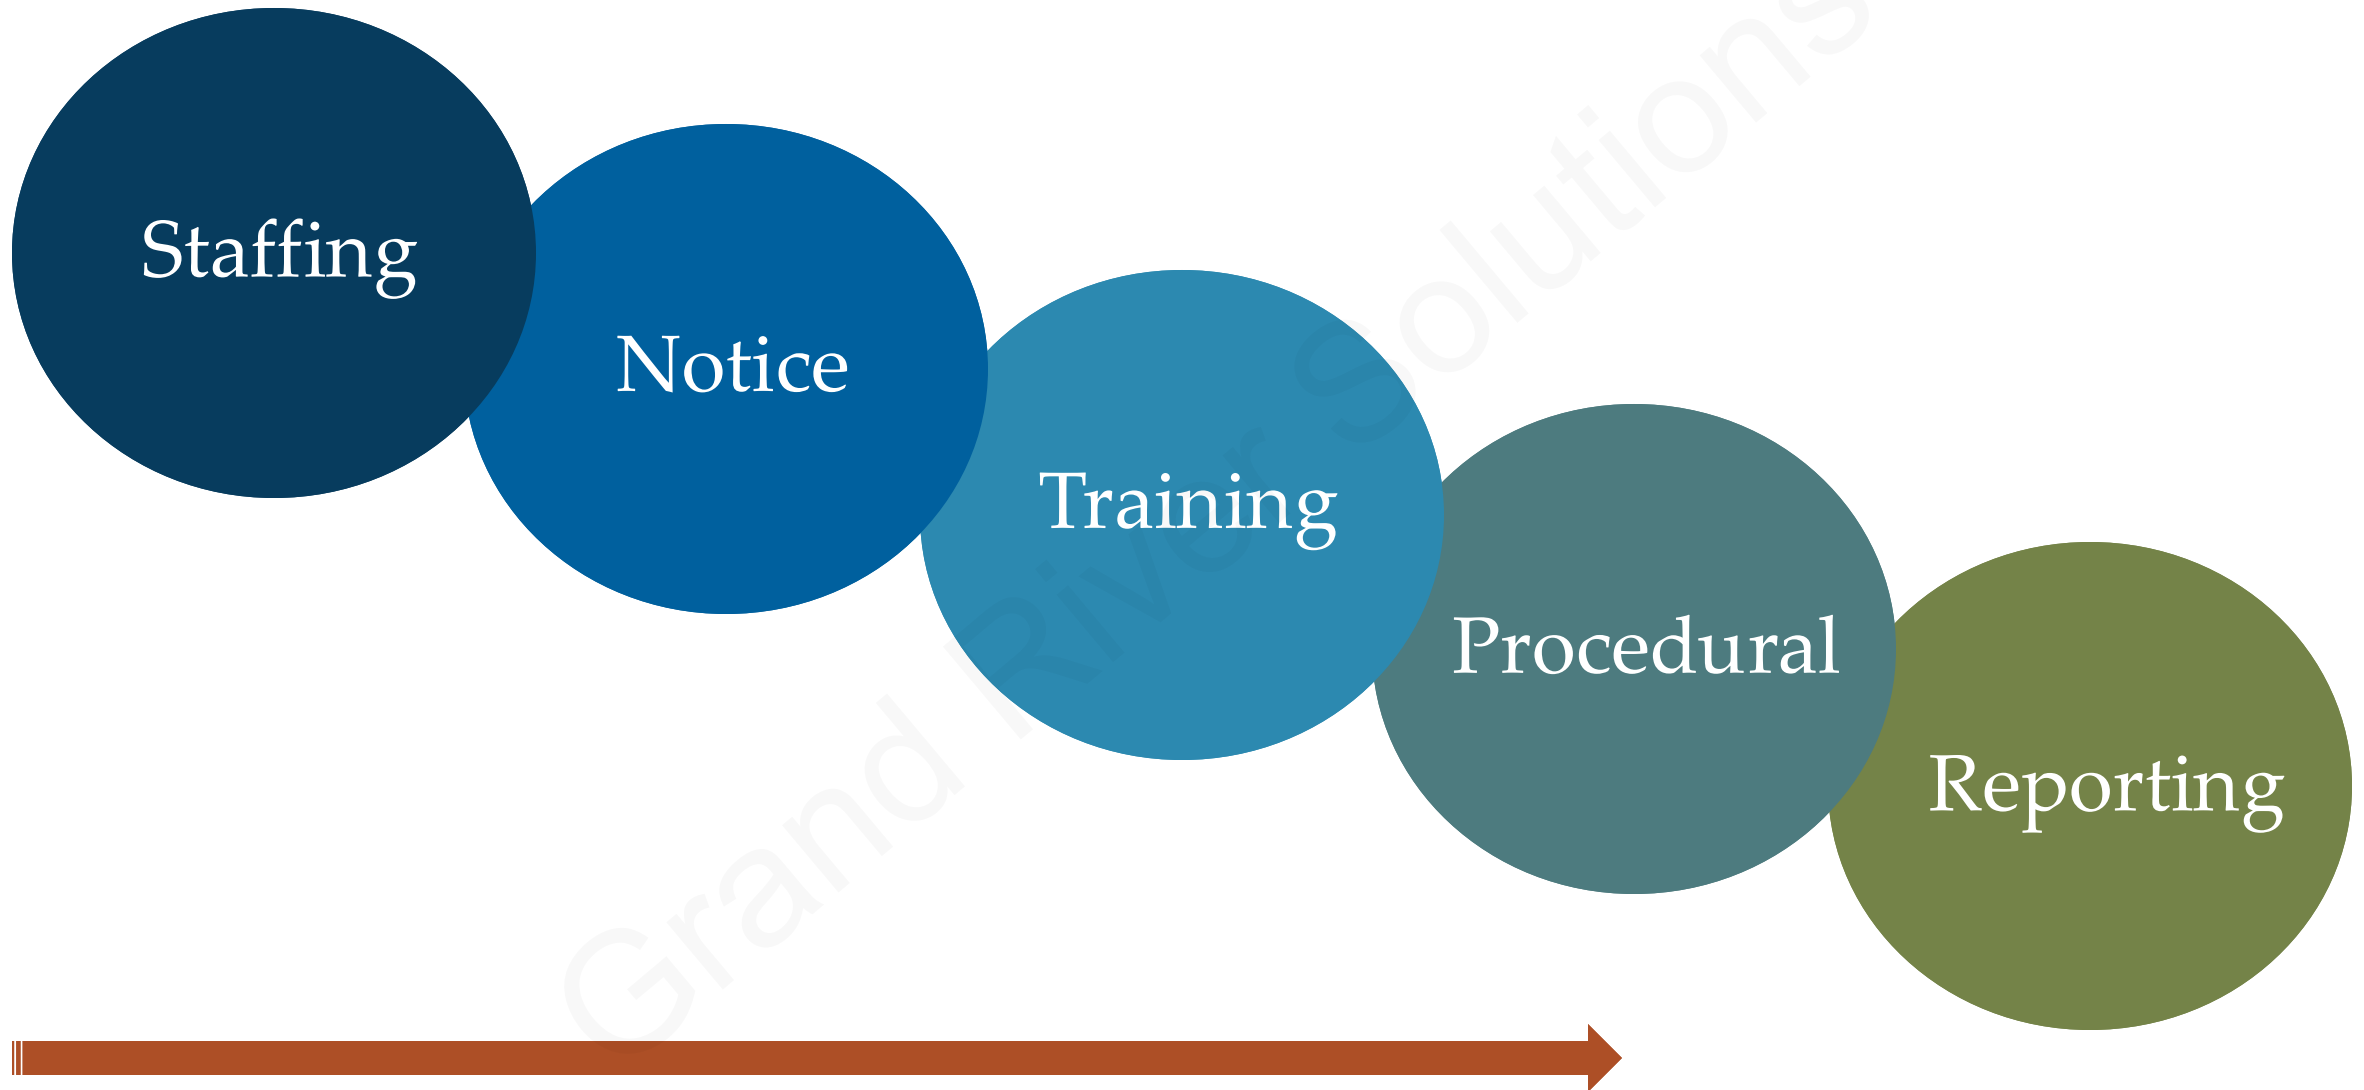 Staffing
Notice
Training
Procedural
Reporting
Grand River Solutions